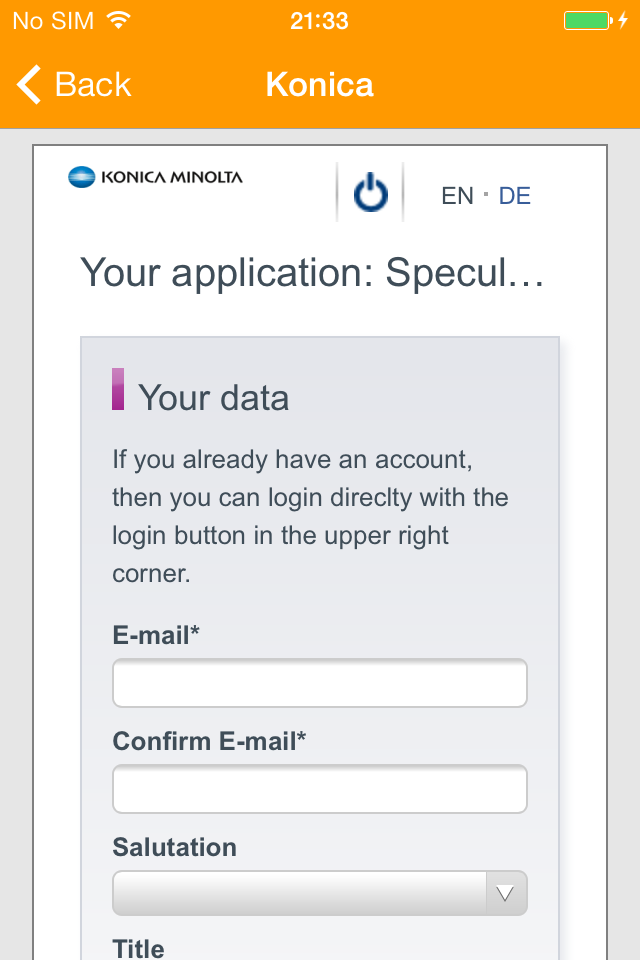 No SIM 21:33
Back Konica
KONICA MINOLTA
EN · DE
Your application: Specul…
Your data
If you already have an account,
then you can login direclty with the
login button in the upper right
corner.
E-mail*
Confirm E-mail*
Salutation
Title